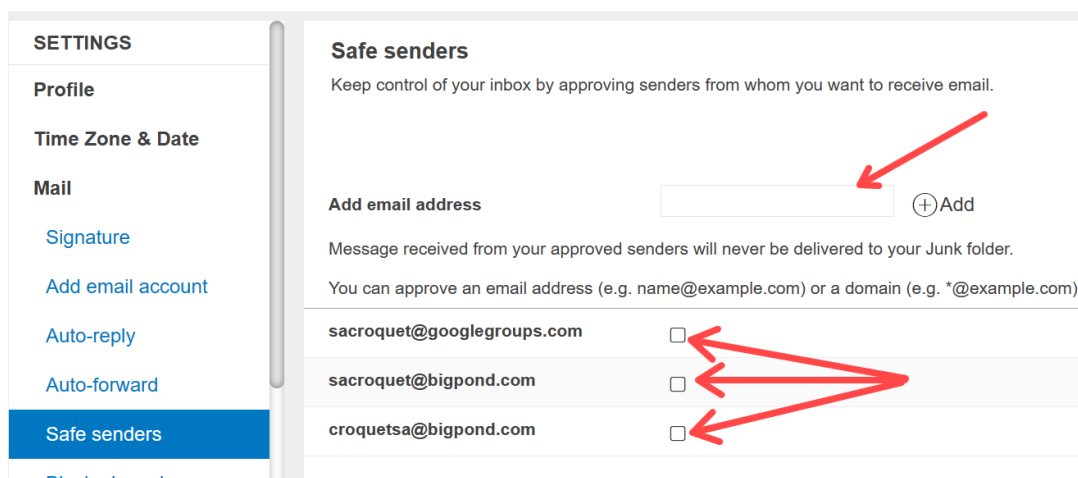 SETTINGS
Profile
Time Zone & Date
Mail
Signature
Add email account
Auto-reply
Auto-forward
Safe senders
Safe senders
Keep control of your inbox by approving senders from whom you want to receive email.
Add email address
Add
Message received from your approved senders will never be delivered to your Junk folder.
You can approve an email address (e.g. name@example.com) or a domain (e.g. *@example.com)
sacroquet@googlegroups.com
sacroquet@bigpond.com
croquetsa@bigpond.com